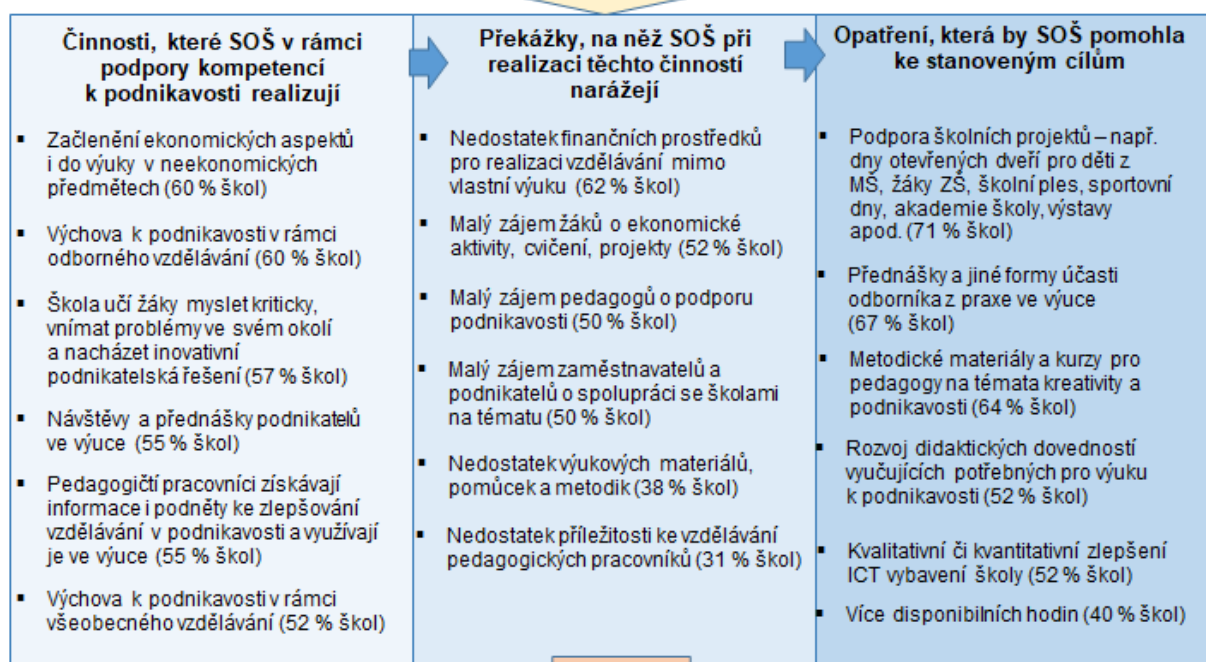 Činnosti, které SOŠ v rámci
podpory kompetencí
k podnikavosti realizují
▪ Začlenění ekonomických aspektů
i do výuky v neekonomických
předmětech (60 % škol)
▪ Výchova k podnikavosti v rámci
odborného vzdělávání (60 % škol)
▪ Škola učí žáky myslet kriticky,
vnímat problémy ve svém okolí
a nacházet inovativní
podnikatelská řešení (57 % škol)
▪ Návštěvy a přednášky podnikatelů
ve výuce (55 % škol)
▪ Pedagogičtí pracovníci získávají
informace i podněty ke zlepšování
vzdělávání v podnikavosti a využívají
je ve výuce (55 % škol)
▪ Výchova k podnikavosti v rámci
všeobecného vzdělávání (52 % škol)
Překážky, na něž SOŠ při
realizaci těchto činností
narážejí
▪ Nedostatek finančních prostředků
pro realizaci vzdělávání mimo
vlastní výuku (62 % škol)
▪ Malý zájem žáků o ekonomické
aktivity, cvičení, projekty (52 % škol)
▪ Malý zájem pedagogů o podporu
podnikavosti (50 % škol)
▪ Malý zájem zaměstnavatelů a
podnikatelů o spolupráci se školami
na tématu (50 % škol)
▪ Nedostatek výukových materiálů,
pomůcek a metodik (38 % škol)
▪ Nedostatek příležitosti ke vzdělávání
pedagogických pracovníků (31 % škol)
Opatření, která by SOŠ pomohla
ke stanoveným cílům
▪ Podpora školních projektů – např.
dny otevřených dveří pro děti z
MŠ, žáky ZŠ, školní ples, sportovní
dny, akademie školy, výstavy
apod. (71 % škol)
▪ Přednášky a jiné formy účasti
odborníka z praxe ve výuce
(67 % škol)
▪ Metodické materiály a kurzy pro
pedagogy na témata kreativity a
podnikavosti (64 % škol)
▪ Rozvoj didaktických dovedností
vyučujících potřebných pro výuku
k podnikavosti (52 % škol)
▪ Kvalitativní či kvantitativní zlepšení
ICT vybavení školy (52 % škol)
▪ Více disponibilních hodin (40 % škol)